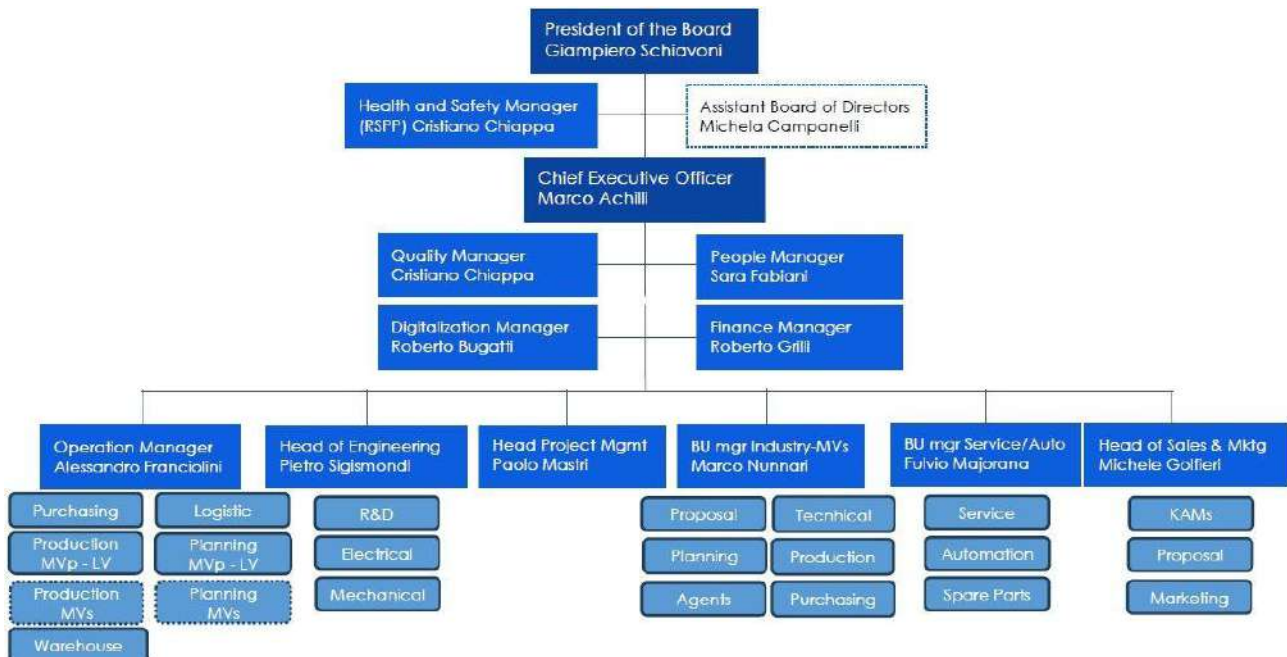 President of the Board
Giampiero Schiavoni
Health and Safety Manager
(RSPP) Cristiano Chiappa
Assistant Board of Directors
Michela Campanelli
Chief Executive Officer
Marco Achilli
Quality Manager
Cristiano Chiappa
People Manager
Sara Fabiani
Digitalization Manager
Roberto Bugatti
Finance Manager
Roberto Grilli
Operation Manager
Alessandro Franciolini
Head of Engineering
Pietro Sigismondi
Head Project Mgmt
Paolo Mastri
BU mgr Industry-MVs
Marco Nunnari
BU mgr Service/Auto
Fulvio Majorana
Head of Sales & Mktg
Michele Golfieri
Purchasing
Logistic
Production
MVp - LV
Planning
MVp - LV
Production
MVs
Planning
MVs
Warehouse
R&D
Electrical
Mechanical
Proposal
Tecnhical
Planning
Production
Agents
Purchasing
Service
Automation
Spare Parts
KAMs
Proposal
Marketing